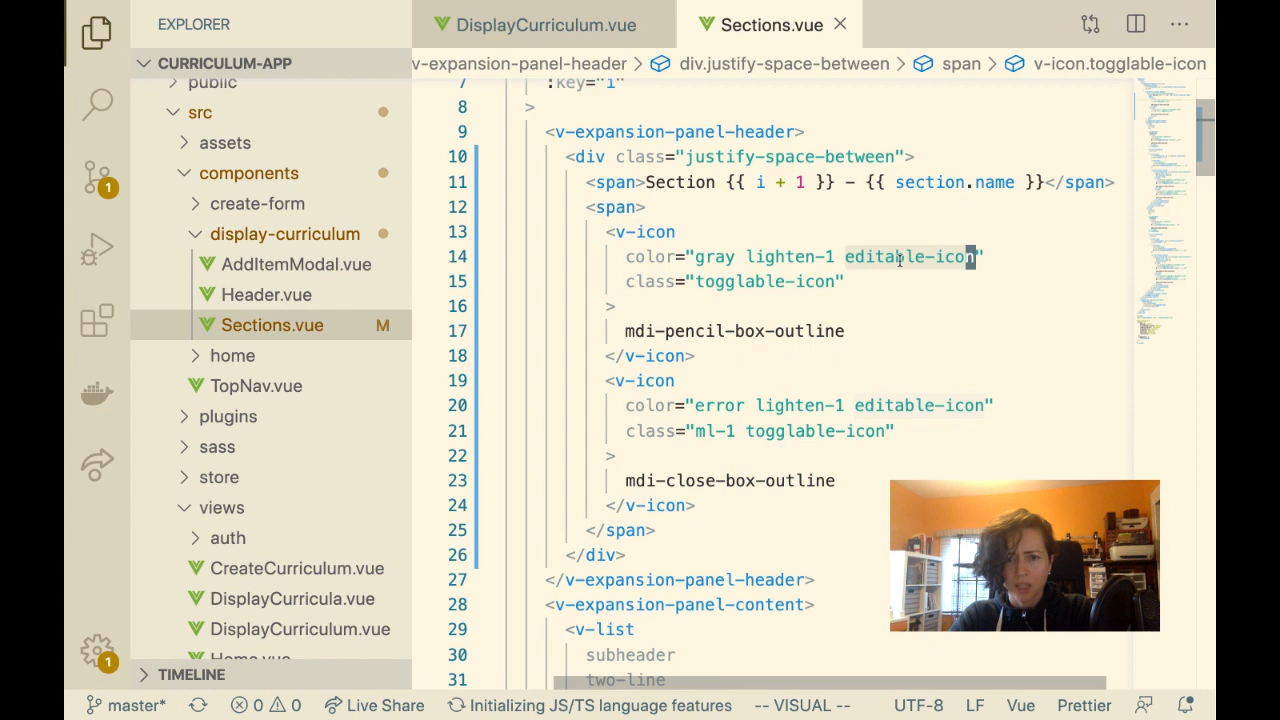 EXPLORER
CURRICULUM-APP
public
src
assets
components
create-form
display-curriculum
AddItemModal.vue
Header.vue
Sections.vue M
home
TopNav.vue
plugins
sass
store
views
auth
CreateCurriculum.vue
DisplayCurricula.vue
DisplayCurriculum.vue
Home.vue
TIMELINE
1
1
DisplayCurriculum.vue
Sections.vue
v-expansion-panel-header > div.justify-space-between > span > v-icon.togglable-icon
7 :key="i"
8 >
9 <v-expansion-panel-header>
10 <div class="justify-space-between">
11 <span>Section {{ i + 1 }} - {{ section.name }}</span>
12 <span>
13 <v-icon
14 color="gray lighten-1 editable-icon"
15 class="togglable-icon"
16 >
17 mdi-pencil-box-outline
18 </v-icon>
19 <v-icon
20 color="error lighten-1 editable-icon"
21 class="ml-1 togglable-icon"
22 >
23 mdi-close-box-outline
24 </v-icon>
25 </span>
26 </div>
27 </v-expansion-panel-header>
28 <v-expansion-panel-content>
29 <v-list
30 subheader
31 two-line
master* 0 0 Live Share Initializing JS/TS language features -- VISUAL -- UTF-8 LF Vue Prettier